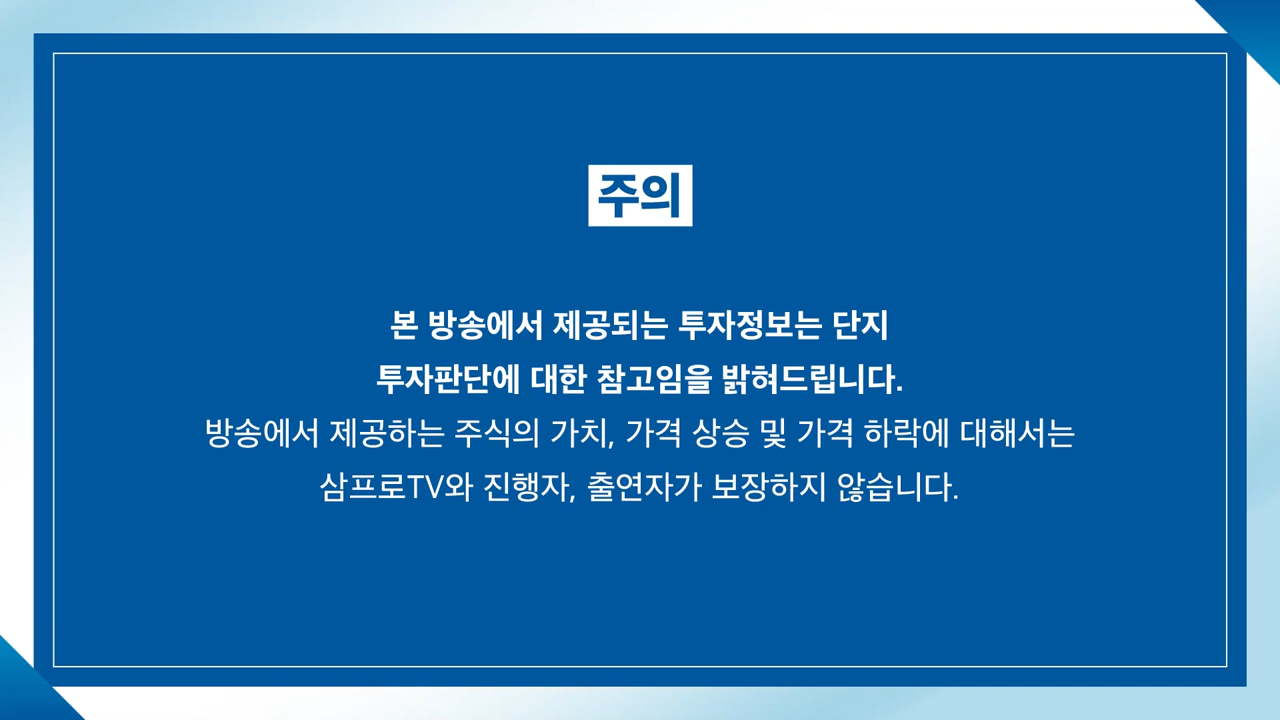 주의
본 방송에서 제공되는 투자정보는 단지
투자판단에 대한 참고임을 밝혀드립니다.
방송에서 제공하는 주식의 가치, 가격 상승 및 가격 하락에 대해서는
삼프로TV와 진행자, 출연자가 보장하지 않습니다.